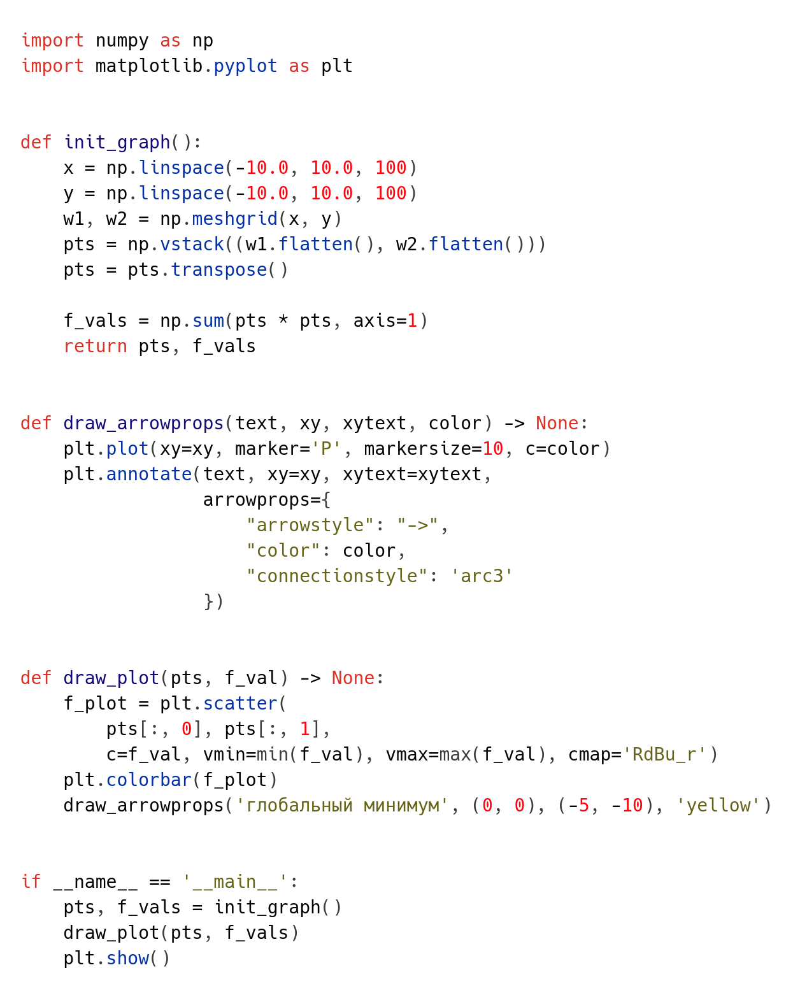 import numpy as np
import matplotlib.pyplot as plt


def init_graph():
    x = np.linspace(-10.0, 10.0, 100)
    y = np.linspace(-10.0, 10.0, 100)
    w1, w2 = np.meshgrid(x, y)
    pts = np.vstack((w1.flatten(), w2.flatten()))
    pts = pts.transpose()

    f_vals = np.sum(pts * pts, axis=1)
    return pts, f_vals


def draw_arrowprops(text, xy, xytext, color) -> None:
    plt.plot(xy=xy, marker='P', markersize=10, c=color)
    plt.annotate(text, xy=xy, xytext=xytext,
                 arrowprops={
                     "arrowstyle": "->",
                     "color": color,
                     "connectionstyle": 'arc3'
                 })


def draw_plot(pts, f_val) -> None:
    f_plot = plt.scatter(
        pts[:, 0], pts[:, 1],
        c=f_val, vmin=min(f_val), vmax=max(f_val), cmap='RdBu_r')
    plt.colorbar(f_plot)
    draw_arrowprops('глобальный минимум', (0, 0), (-5, -10), 'yellow')


if __name__ == '__main__':
    pts, f_vals = init_graph()
    draw_plot(pts, f_vals)
    plt.show()